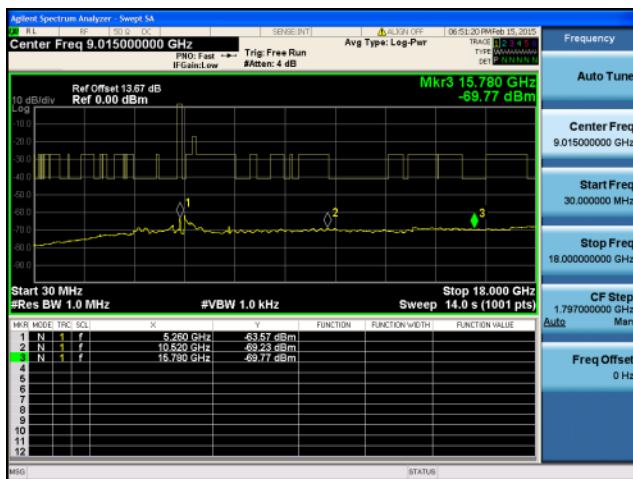 Agilent Spectrum Analyzer - Swept SA
RL RF 50 Ω DC SENSE:INT ALIGN OFF 06:51:20 PM Feb 15, 2015
Center Freq 9.015000000 GHz
PNO: Fast
IFGain:Low
Trig: Free Run
#Atten: 4 dB
Avg Type: Log-Pwr
TRACE 1 2 3 4 5 6
TYPE
DET P N N N N N
Mkr3 15.780 GHz
-69.77 dBm
Ref Offset 13.67 dB
10 dB/div Ref 0.00 dBm
Log
-10.0
-20.0
-30.0
-40.0
-50.0
-60.0
-70.0
-80.0
-90.0
1
2
3
Start 30 MHz Stop 18.000 GHz
#Res BW 1.0 MHz #VBW 1.0 kHz Sweep 14.0 s (1001 pts)
MKR MODE TRC SCL X Y FUNCTION FUNCTION WIDTH FUNCTION VALUE
1 N 1 f 5.260 GHz -63.57 dBm
2 N 1 f 10.520 GHz -69.23 dBm
3 N 1 f 15.780 GHz -69.77 dBm
4
5
6
7
8
9
10
11
12
MSG STATUS
Frequency
Auto Tune
Center Freq
9.015000000 GHz
Start Freq
30.000000 MHz
Stop Freq
18.000000000 GHz
CF Step
1.797000000 GHz
Auto Man
Freq Offset
0 Hz